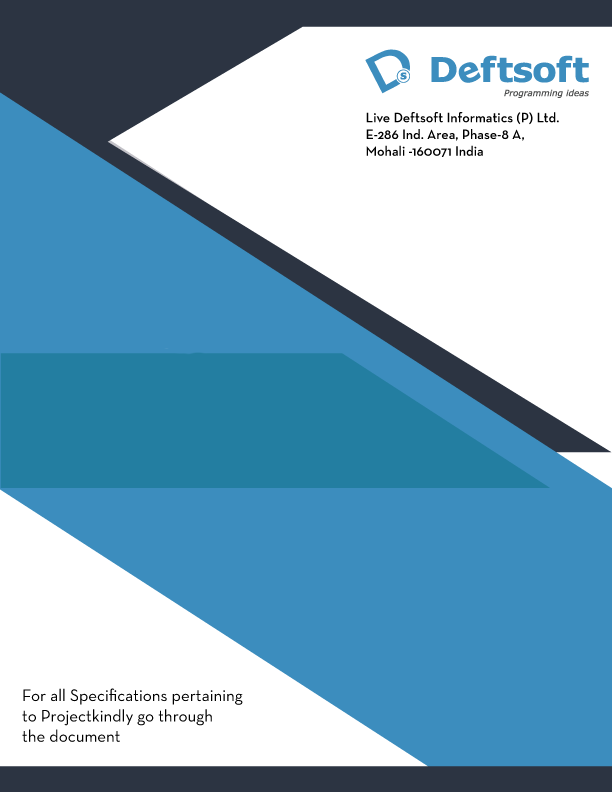 Ds Deftsoft
Programming ideas
Live Deftsoft Informatics (P) Ltd.
E-286 Ind. Area, Phase-8 A,
Mohali -160071 India
For all Specifications pertaining
to Projectkindly go through
the document